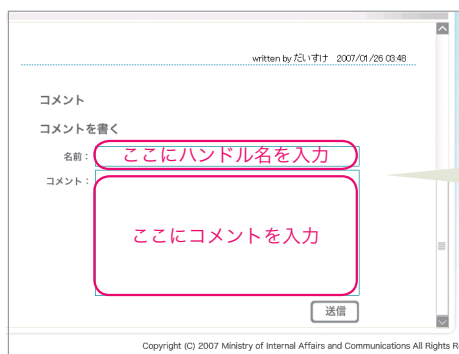 written by だいすけ 2007/01/26 03:48
コメント
コメントを書く
名前： ここにハンドル名を入力
コメント：
ここにコメントを入力
送信
Copyright (C) 2007 Ministry of Internal Affairs and Communications All Rights R